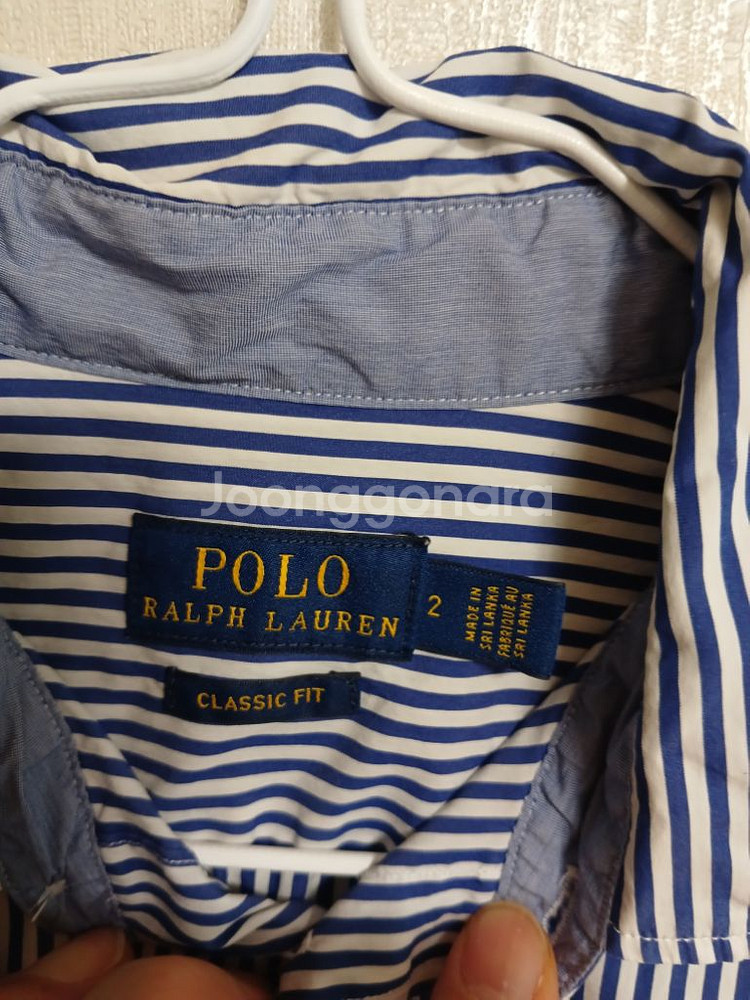 Joonggonara
POLO
RALPH LAUREN
2
MADE IN
SRI LANKA
FABRIQUÉ AU
SRI LANKA
CLASSIC FIT